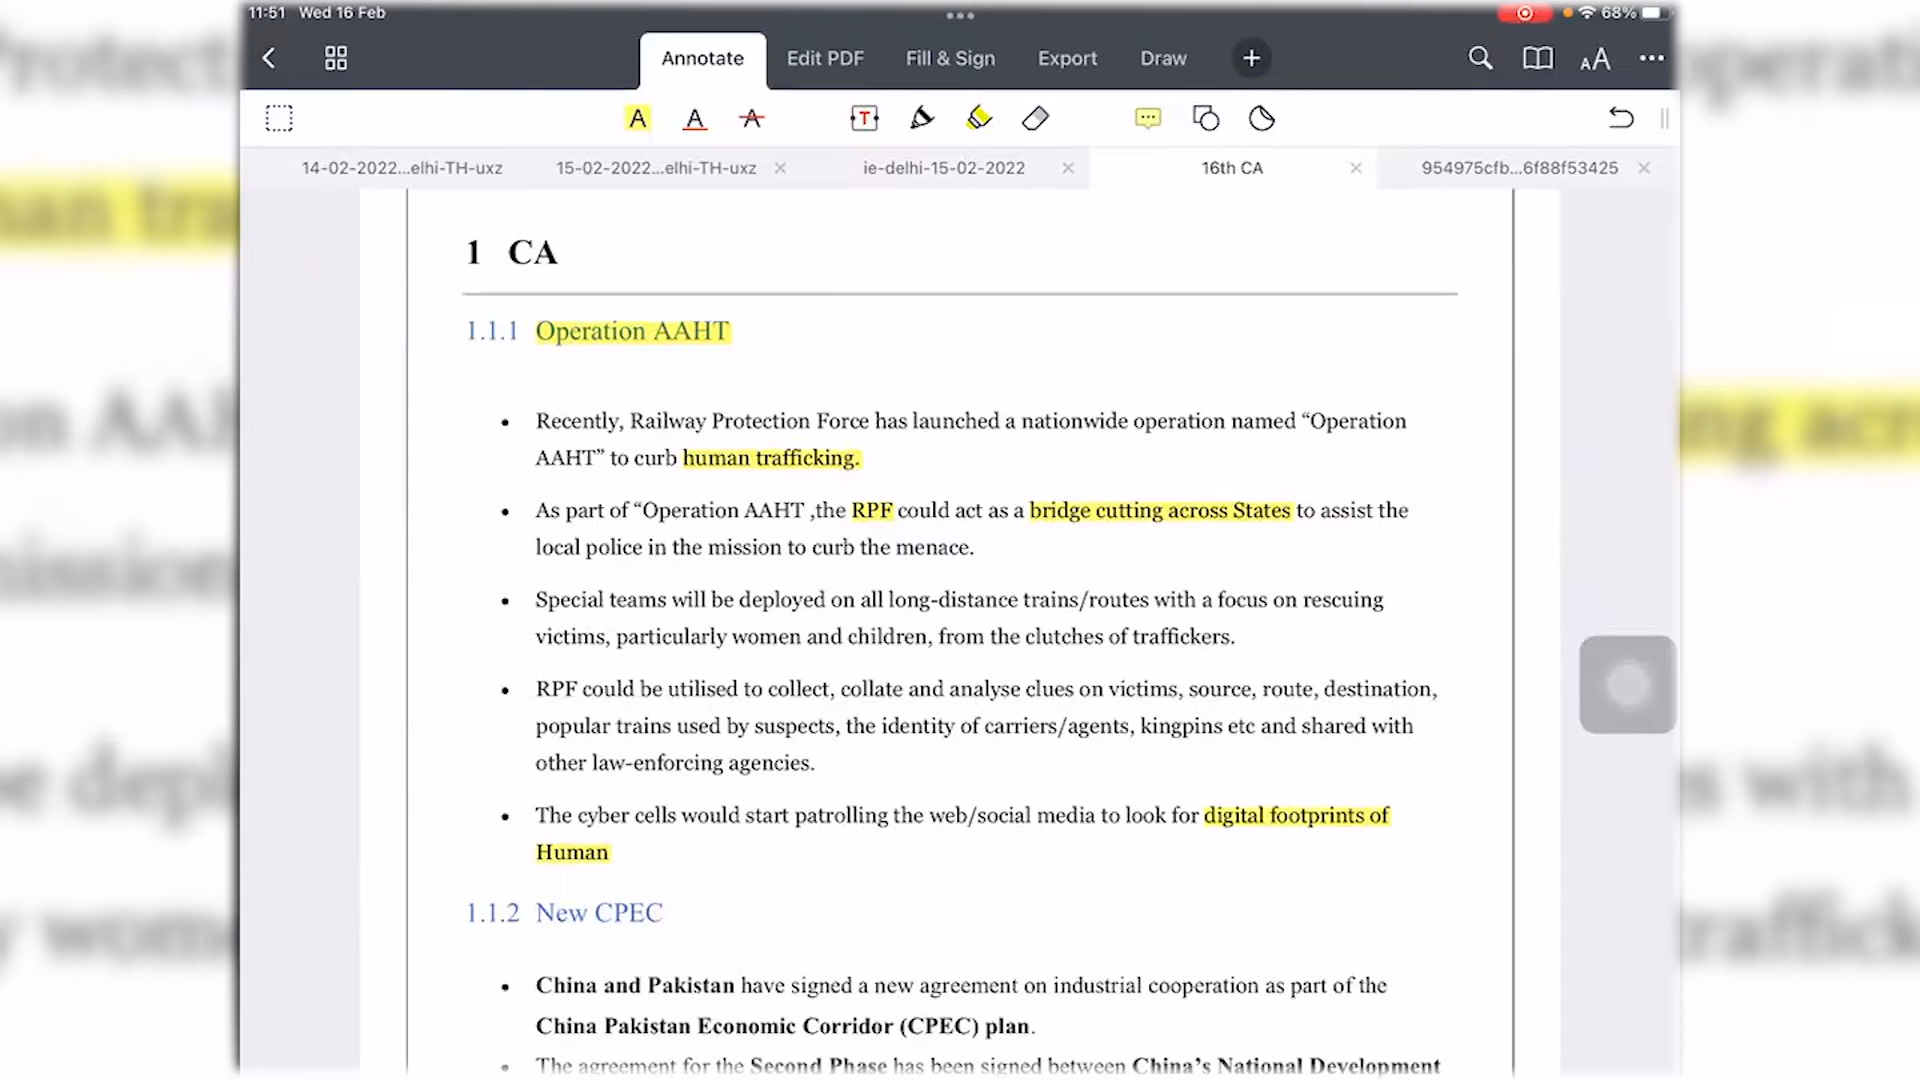 11:51 Wed 16 Feb
68%
Annotate Edit PDF Fill & Sign Export Draw
14-02-2022...elhi-TH-uxz 15-02-2022...elhi-TH-uxz ie-delhi-15-02-2022 16th CA 954975cfb...6f88f53425
1 CA
1.1.1 Operation AAHT
• Recently, Railway Protection Force has launched a nationwide operation named “Operation
AAHT” to curb human trafficking.
• As part of “Operation AAHT ,the RPF could act as a bridge cutting across States to assist the
local police in the mission to curb the menace.
• Special teams will be deployed on all long-distance trains/routes with a focus on rescuing
victims, particularly women and children, from the clutches of traffickers.
• RPF could be utilised to collect, collate and analyse clues on victims, source, route, destination,
popular trains used by suspects, the identity of carriers/agents, kingpins etc and shared with
other law-enforcing agencies.
• The cyber cells would start patrolling the web/social media to look for digital footprints of
Human
1.1.2 New CPEC
• China and Pakistan have signed a new agreement on industrial cooperation as part of the
China Pakistan Economic Corridor (CPEC) plan.
• The agreement for the Second Phase has been signed between China’s National Development